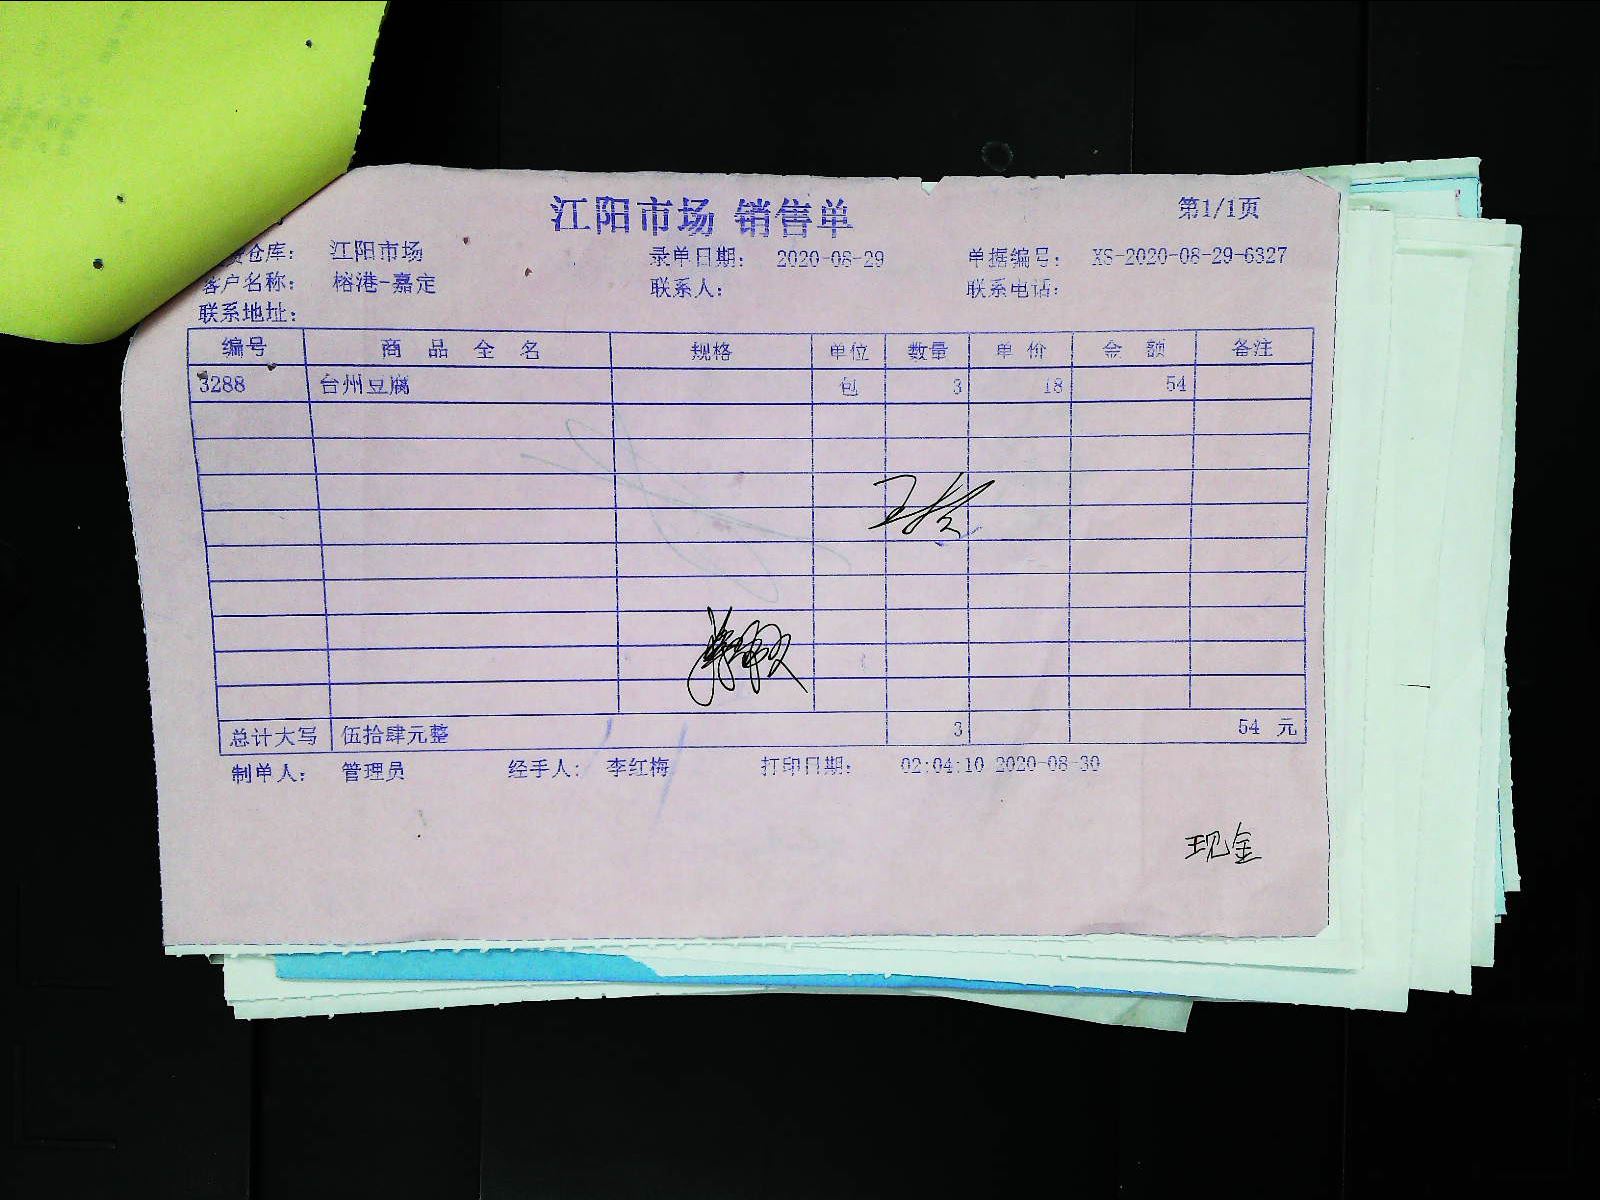 江阳市场 销售单
第1/1页
仓库： 江阳市场 录单日期： 2020-08-29 单据编号： XS-2020-08-29-6327
客户名称： 榕港-嘉定 联系人： 联系电话：
联系地址：
编号 商品全名 规格 单位 数量 单价 金额 备注
3288 台州豆腐 包 3 18 54
总计大写 伍拾肆元整 3 54 元
制单人： 管理员 经手人： 李红梅 打印日期： 02:04:10 2020-08-30
现金